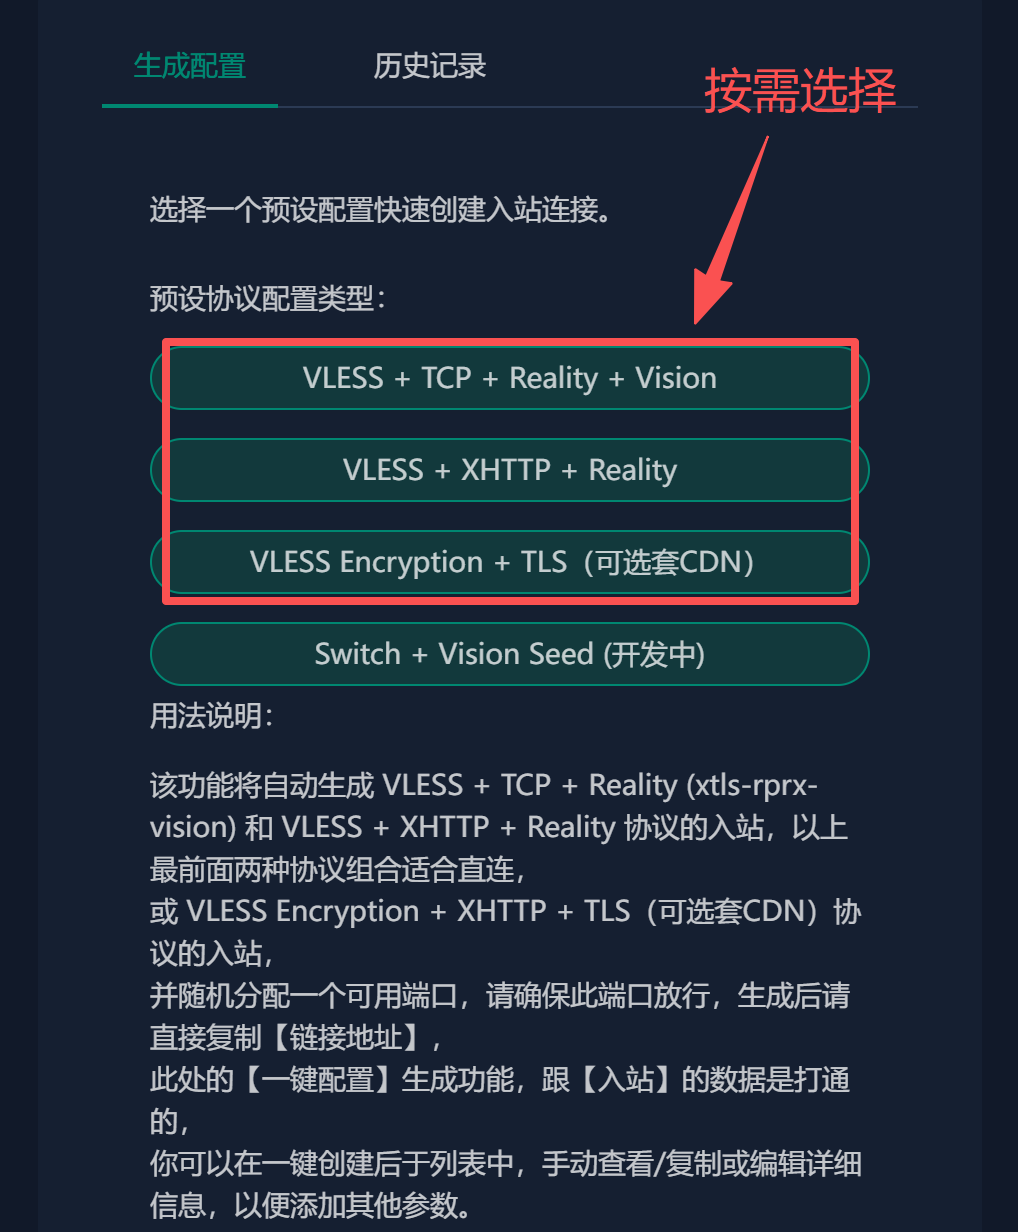 生成配置
历史记录
按需选择
选择一个预设配置快速创建入站连接。
预设协议配置类型：
VLESS + TCP + Reality + Vision
VLESS + XHTTP + Reality
VLESS Encryption + TLS（可选套CDN）
Switch + Vision Seed (开发中)
用法说明：
该功能将自动生成 VLESS + TCP + Reality (xtls-rprx-
vision) 和 VLESS + XHTTP + Reality 协议的入站，以上
最前面两种协议组合适合直连，
或 VLESS Encryption + XHTTP + TLS（可选套CDN）协
议的入站，
并随机分配一个可用端口，请确保此端口放行，生成后请
直接复制【链接地址】，
此处的【一键配置】生成功能，跟【入站】的数据是打通
的，
你可以在一键创建后于列表中，手动查看/复制或编辑详细
信息，以便添加其他参数。